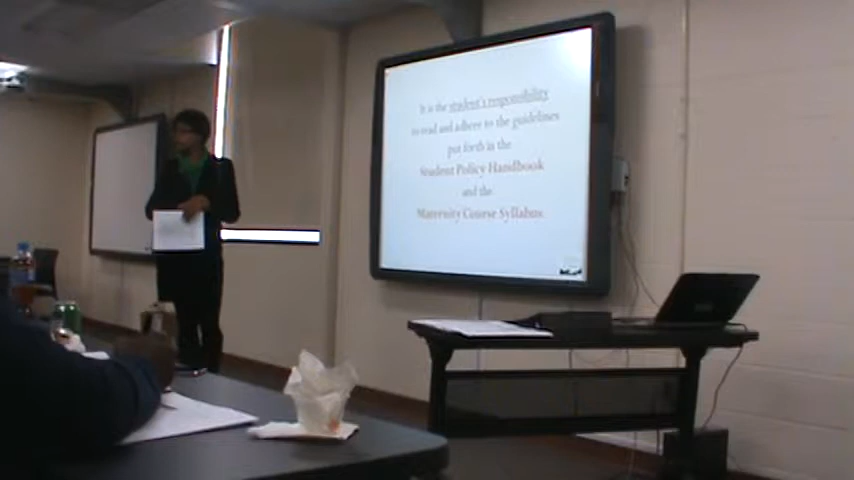 It is the student's responsibility
to read and adhere to the guidelines
put forth in the
Student Policy Handbook
and the
Maternity Course Syllabus.